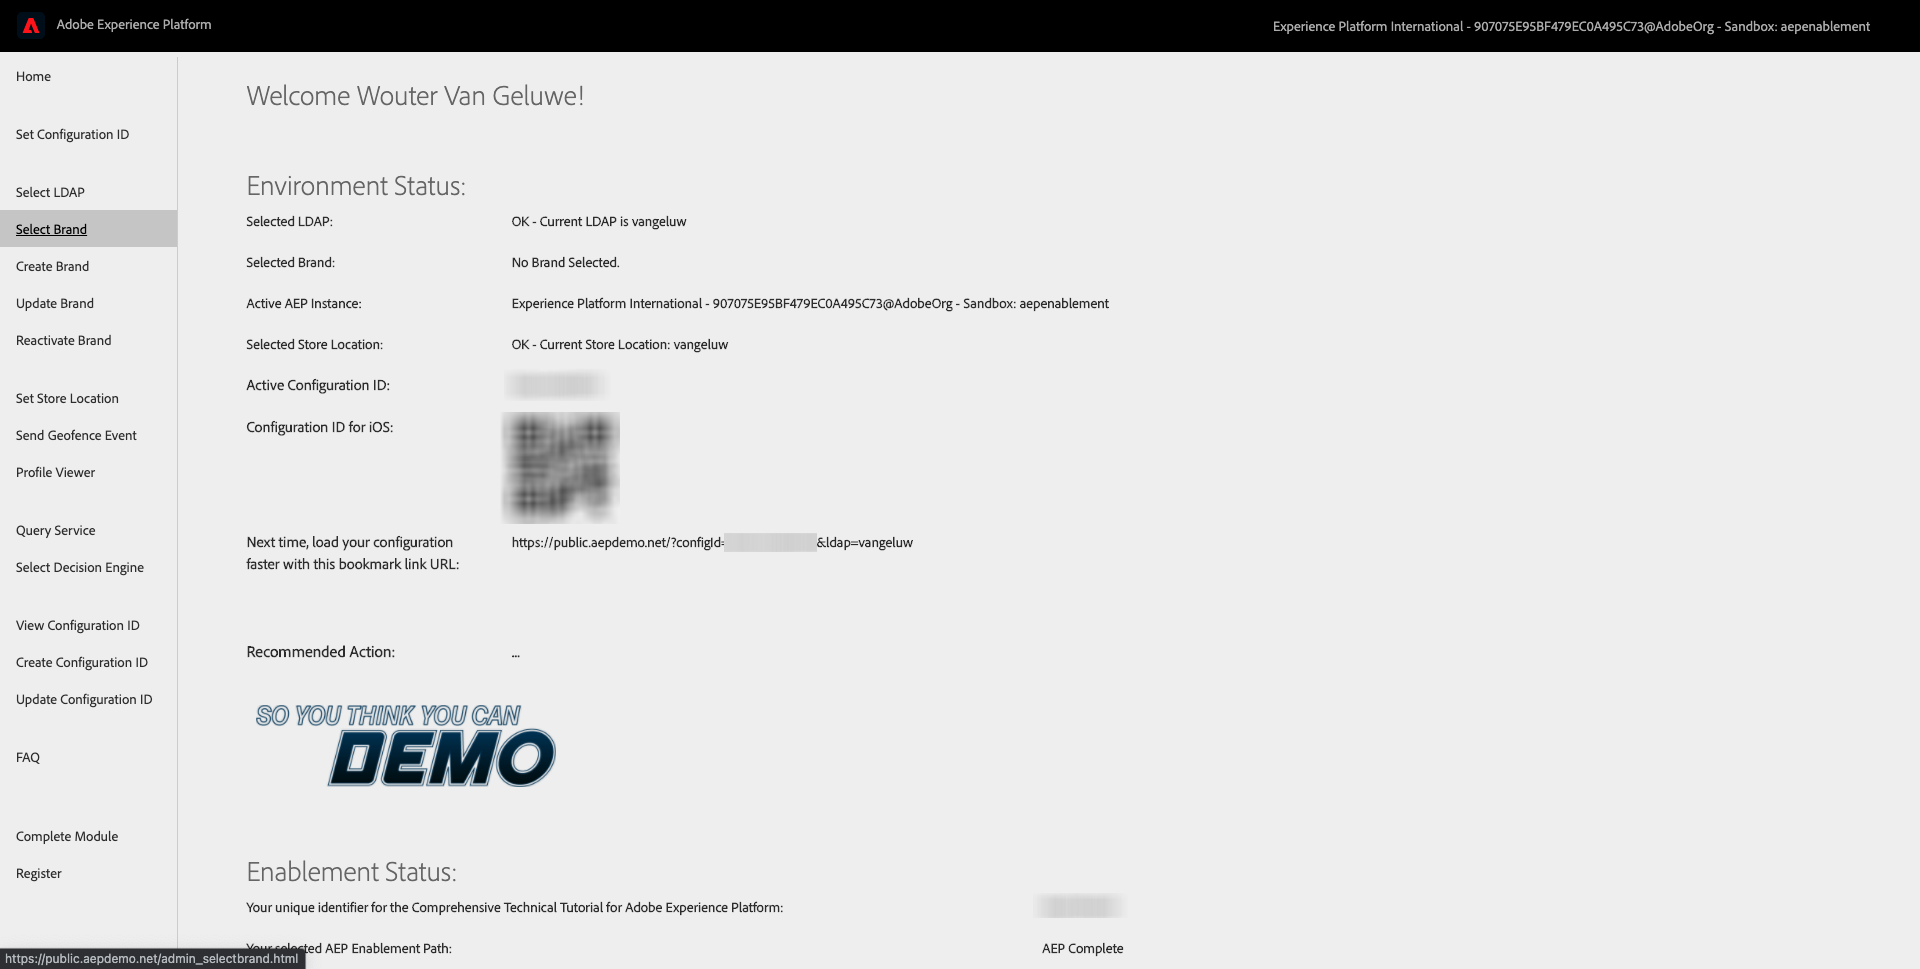 Adobe Experience Platform
Experience Platform International - 907075E95BF479EC0A495C73@AdobeOrg - Sandbox: aepenablement
Home
Set Configuration ID
Select LDAP
Select Brand
Create Brand
Update Brand
Reactivate Brand
Set Store Location
Send Geofence Event
Profile Viewer
Query Service
Select Decision Engine
View Configuration ID
Create Configuration ID
Update Configuration ID
FAQ
Complete Module
Register
Welcome Wouter Van Geluwe!
Environment Status:
Selected LDAP: OK - Current LDAP is vangeluw
Selected Brand: No Brand Selected.
Active AEP Instance: Experience Platform International - 907075E95BF479EC0A495C73@AdobeOrg - Sandbox: aepenablement
Selected Store Location: OK - Current Store Location: vangeluw
Active Configuration ID:
Configuration ID for iOS:
Next time, load your configuration
faster with this bookmark link URL:
https://public.aepdemo.net/?configId= &ldap=vangeluw
Recommended Action: ...
SO YOU THINK YOU CAN
DEMO
Enablement Status:
Your unique identifier for the Comprehensive Technical Tutorial for Adobe Experience Platform:
Your selected AEP Enablement Path: AEP Complete
https://public.aepdemo.net/admin_selectbrand.html